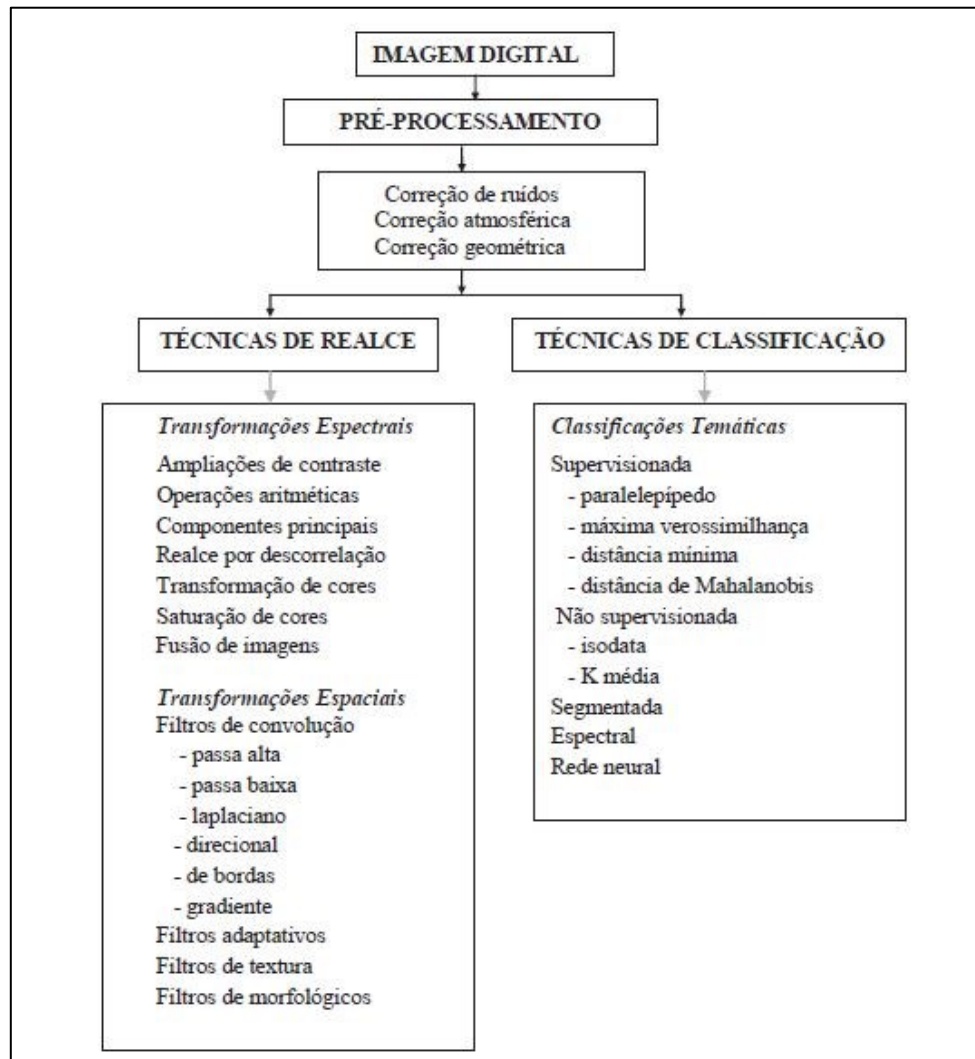 IMAGEM DIGITAL
PRÉ-PROCESSAMENTO
Correção de ruídos
Correção atmosférica
Correção geométrica
TÉCNICAS DE REALCE
Transformações Espectrais
Ampliações de contraste
Operações aritméticas
Componentes principais
Realce por descorrelação
Transformação de cores
Saturação de cores
Fusão de imagens
Transformações Espaciais
Filtros de convolução
- passa alta
- passa baixa
- laplaciano
- direcional
- de bordas
- gradiente
Filtros adaptativos
Filtros de textura
Filtros de morfológicos
TÉCNICAS DE CLASSIFICAÇÃO
Classificações Temáticas
Supervisionada
- paralelepípedo
- máxima verossimilhança
- distância mínima
- distância de Mahalanobis
Não supervisionada
- isodata
- K média
Segmentada
Espectral
Rede neural